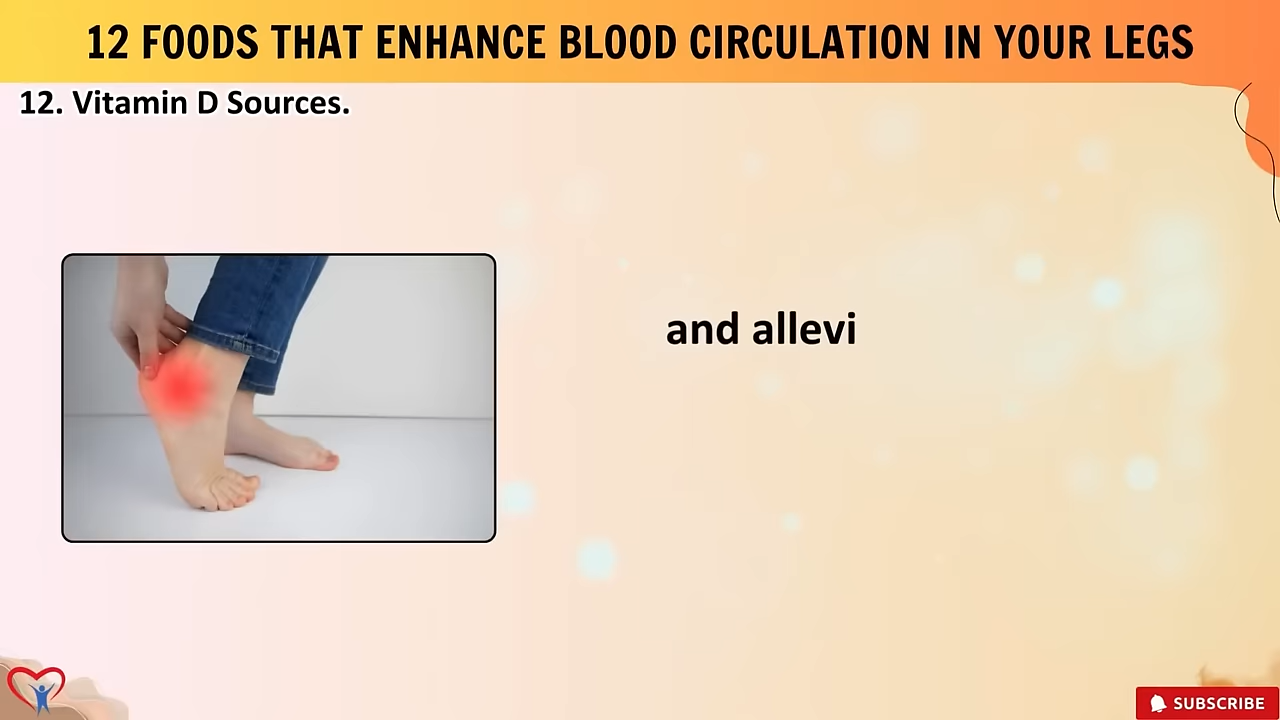 12 FOODS THAT ENHANCE BLOOD CIRCULATION IN YOUR LEGS
12. Vitamin D Sources.
and allevi
SUBSCRIBE